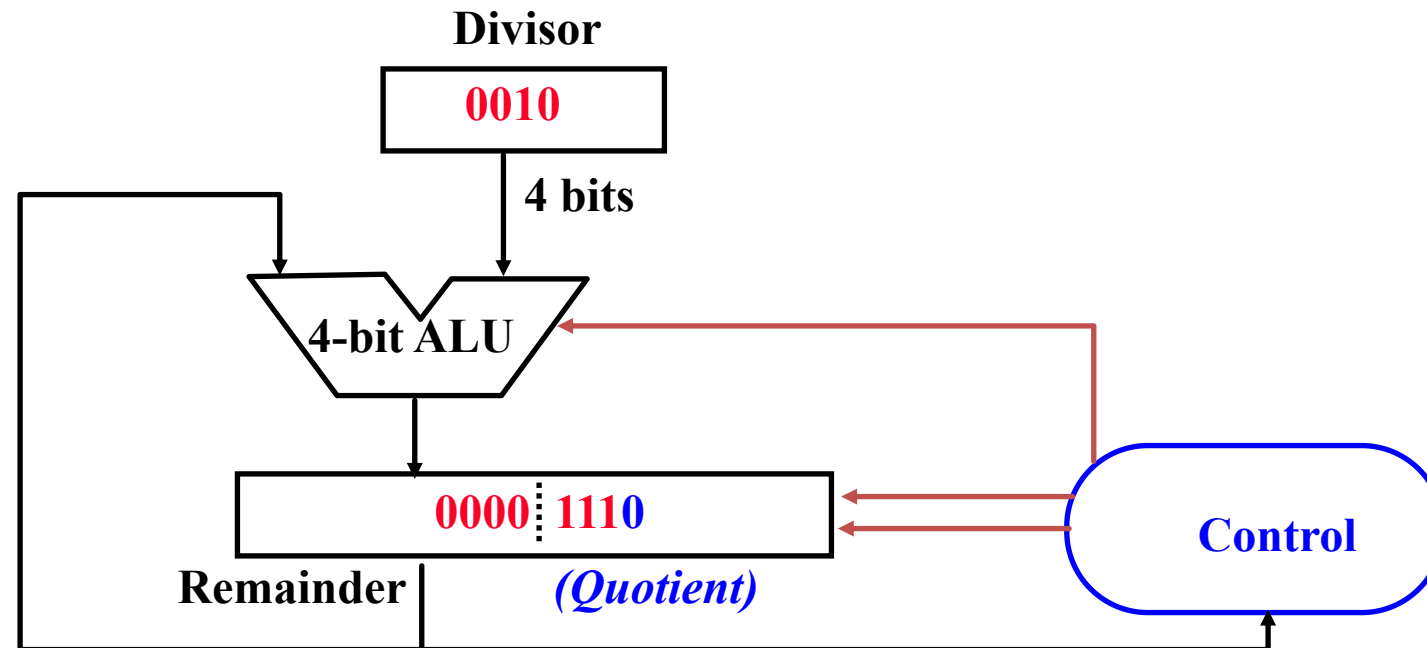 Divisor
0010
4 bits
4-bit ALU
0000 1110
Control
Remainder (Quotient)